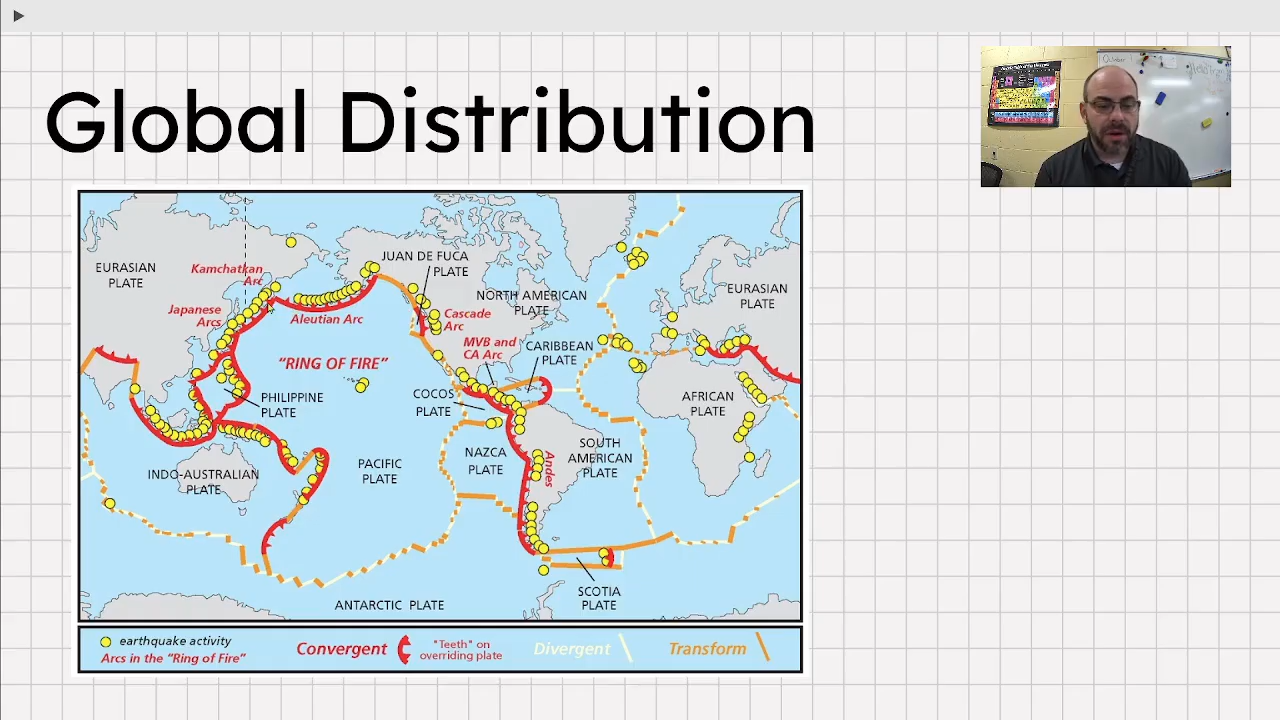 Global Distribution
EURASIAN
PLATE
Kamchatkan
Arc
Japanese
Arcs
Aleutian Arc
JUAN DE FUCA
PLATE
NORTH AMERICAN
PLATE
Cascade
Arc
MVB and
CA Arc
CARIBBEAN
PLATE
EURASIAN
PLATE
"RING OF FIRE"
PHILIPPINE
PLATE
COCOS
PLATE
AFRICAN
PLATE
INDO-AUSTRALIAN
PLATE
PACIFIC
PLATE
NAZCA
PLATE
Andes
SOUTH
AMERICAN
PLATE
SCOTIA
PLATE
ANTARCTIC PLATE
earthquake activity
Arcs in the "Ring of Fire"
Convergent
"Teeth" on
overriding plate
Divergent
Transform